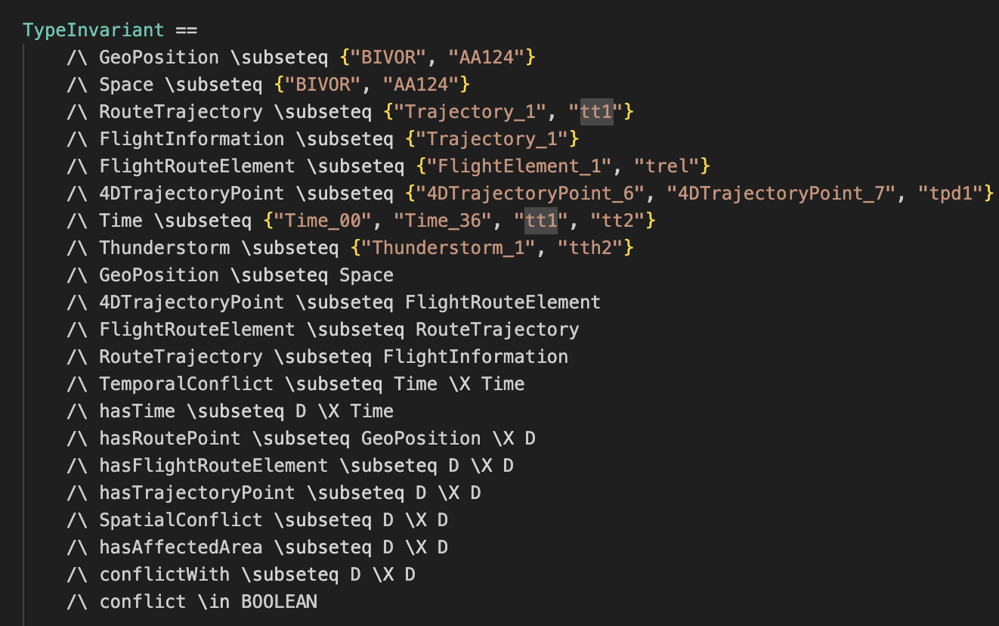 TypeInvariant ==
/\ GeoPosition \subseteq {"BIVOR", "AA124"}
/\ Space \subseteq {"BIVOR", "AA124"}
/\ RouteTrajectory \subseteq {"Trajectory_1", "tt1"}
/\ FlightInformation \subseteq {"Trajectory_1"}
/\ FlightRouteElement \subseteq {"FlightElement_1", "trel"}
/\ 4DTrajectoryPoint \subseteq {"4DTrajectoryPoint_6", "4DTrajectoryPoint_7", "tpd1"}
/\ Time \subseteq {"Time_00", "Time_36", "tt1", "tt2"}
/\ Thunderstorm \subseteq {"Thunderstorm_1", "tth2"}
/\ GeoPosition \subseteq Space
/\ 4DTrajectoryPoint \subseteq FlightRouteElement
/\ FlightRouteElement \subseteq RouteTrajectory
/\ RouteTrajectory \subseteq FlightInformation
/\ TemporalConflict \subseteq Time \X Time
/\ hasTime \subseteq D \X Time
/\ hasRoutePoint \subseteq GeoPosition \X D
/\ hasFlightRouteElement \subseteq D \X D
/\ hasTrajectoryPoint \subseteq D \X D
/\ SpatialConflict \subseteq D \X D
/\ hasAffectedArea \subseteq D \X D
/\ conflictWith \subseteq D \X D
/\ conflict \in BOOLEAN